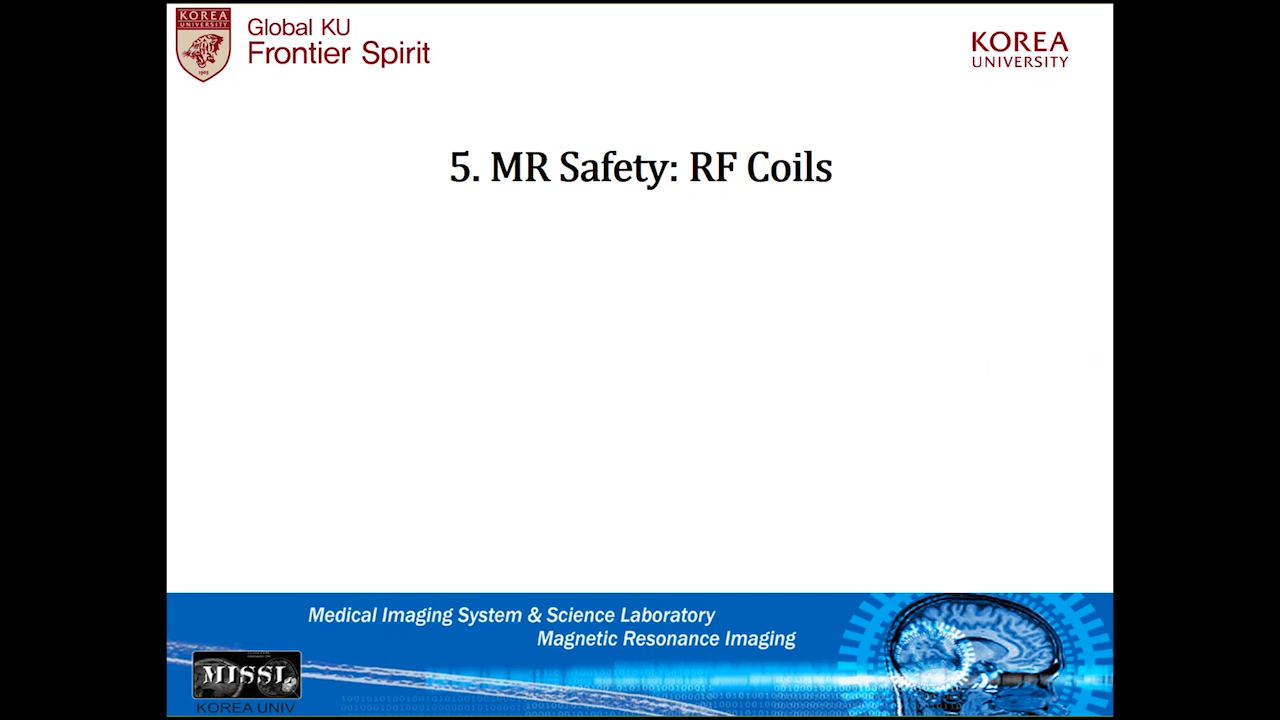 KOREA
UNIVERSITY
1905
Global KU
Frontier Spirit
KOREA
UNIVERSITY
5. MR Safety: RF Coils
Medical Imaging System & Science Laboratory
Magnetic Resonance Imaging
MISSL
KOREA UNIV